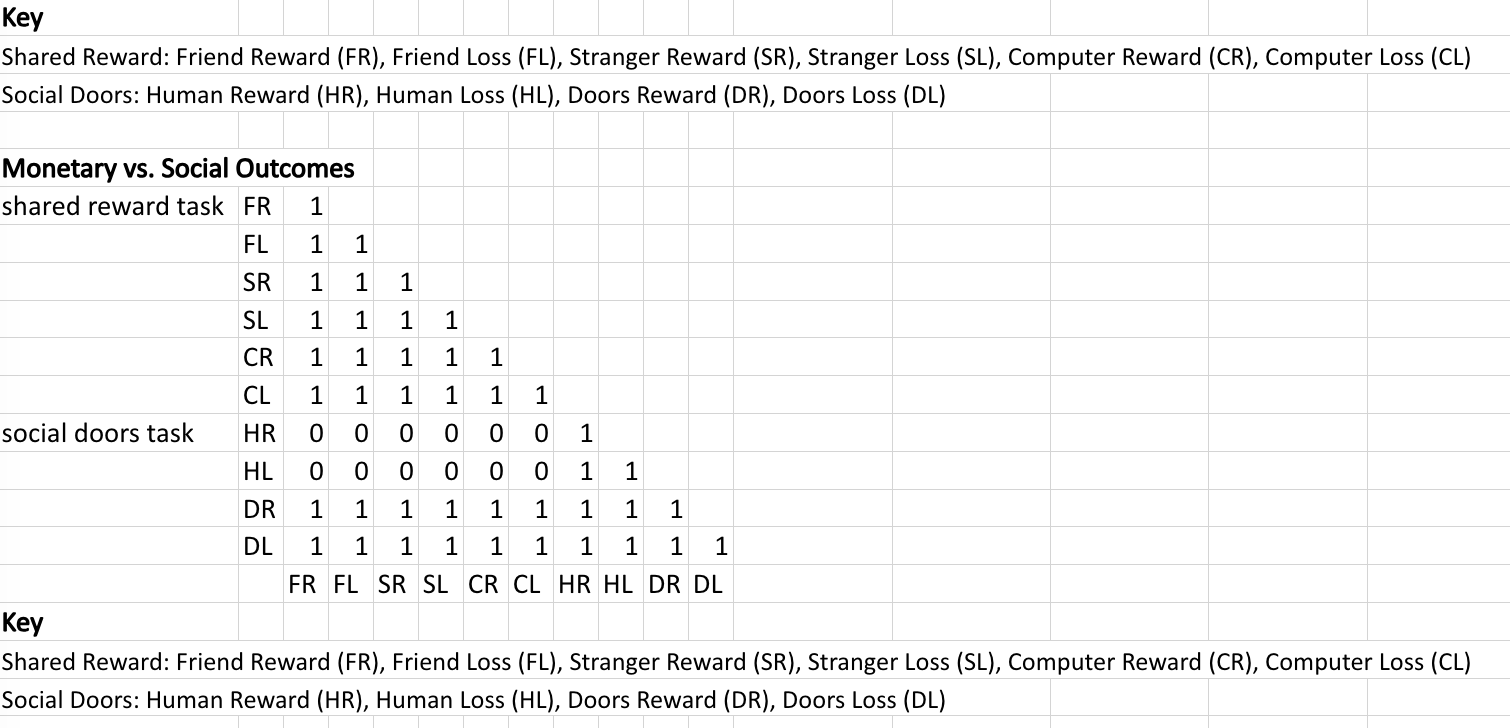 Key
Shared Reward: Friend Reward (FR), Friend Loss (FL), Stranger Reward (SR), Stranger Loss (SL), Computer Reward (CR), Computer Loss (CL)
Social Doors: Human Reward (HR), Human Loss (HL), Doors Reward (DR), Doors Loss (DL)
Monetary vs. Social Outcomes
shared reward task FR 1
FL 1 1
SR 1 1 1
SL 1 1 1 1
CR 1 1 1 1 1
CL 1 1 1 1 1 1
social doors task HR 0 0 0 0 0 0 1
HL 0 0 0 0 0 0 1 1
DR 1 1 1 1 1 1 1 1 1
DL 1 1 1 1 1 1 1 1 1 1
FR FL SR SL CR CL HR HL DR DL
Key
Shared Reward: Friend Reward (FR), Friend Loss (FL), Stranger Reward (SR), Stranger Loss (SL), Computer Reward (CR), Computer Loss (CL)
Social Doors: Human Reward (HR), Human Loss (HL), Doors Reward (DR), Doors Loss (DL)